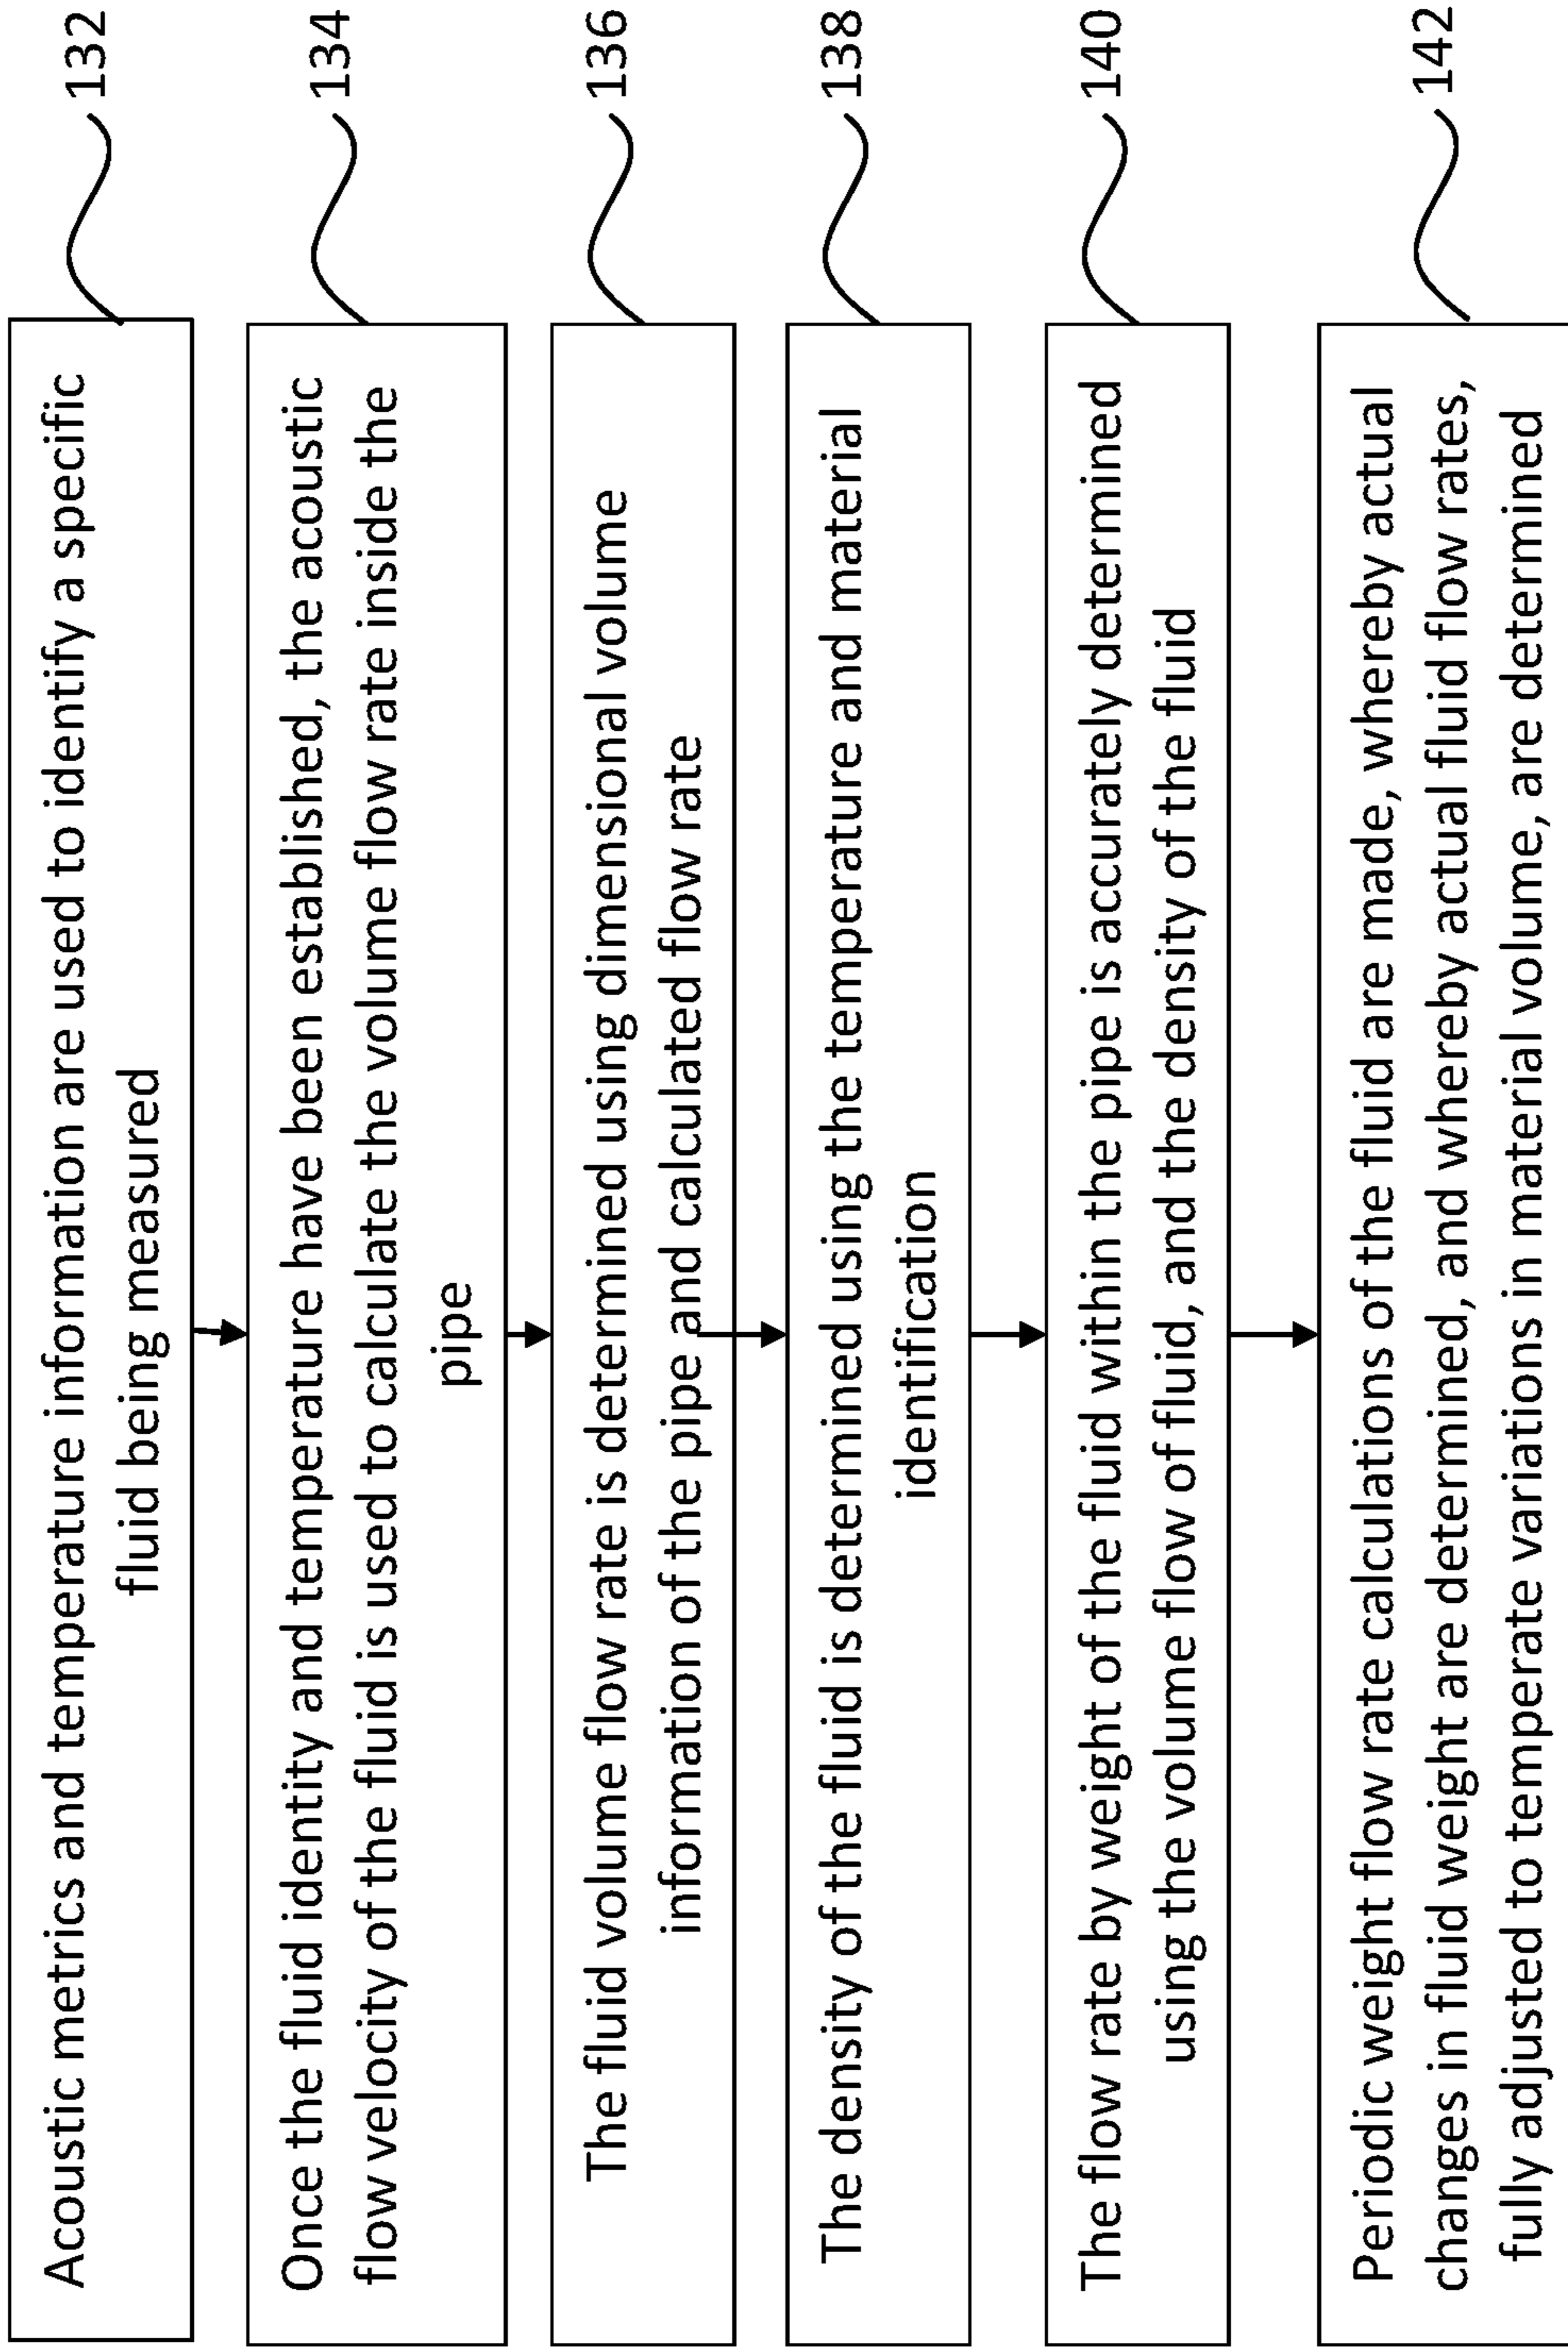 Acoustic metrics and temperature information are used to identify a specific
fluid being measured
132
Once the fluid identity and temperature have been established, the acoustic
flow velocity of the fluid is used to calculate the volume flow rate inside the
pipe
134
The fluid volume flow rate is determined using dimensional volume
information of the pipe and calculated flow rate
136
The density of the fluid is determined using the temperature and material
identification
138
The flow rate by weight of the fluid within the pipe is accurately determined
using the volume flow of fluid, and the density of the fluid
140
Periodic weight flow rate calculations of the fluid are made, whereby actual
changes in fluid weight are determined, and whereby actual fluid flow rates,
fully adjusted to temperate variations in material volume, are determined
142